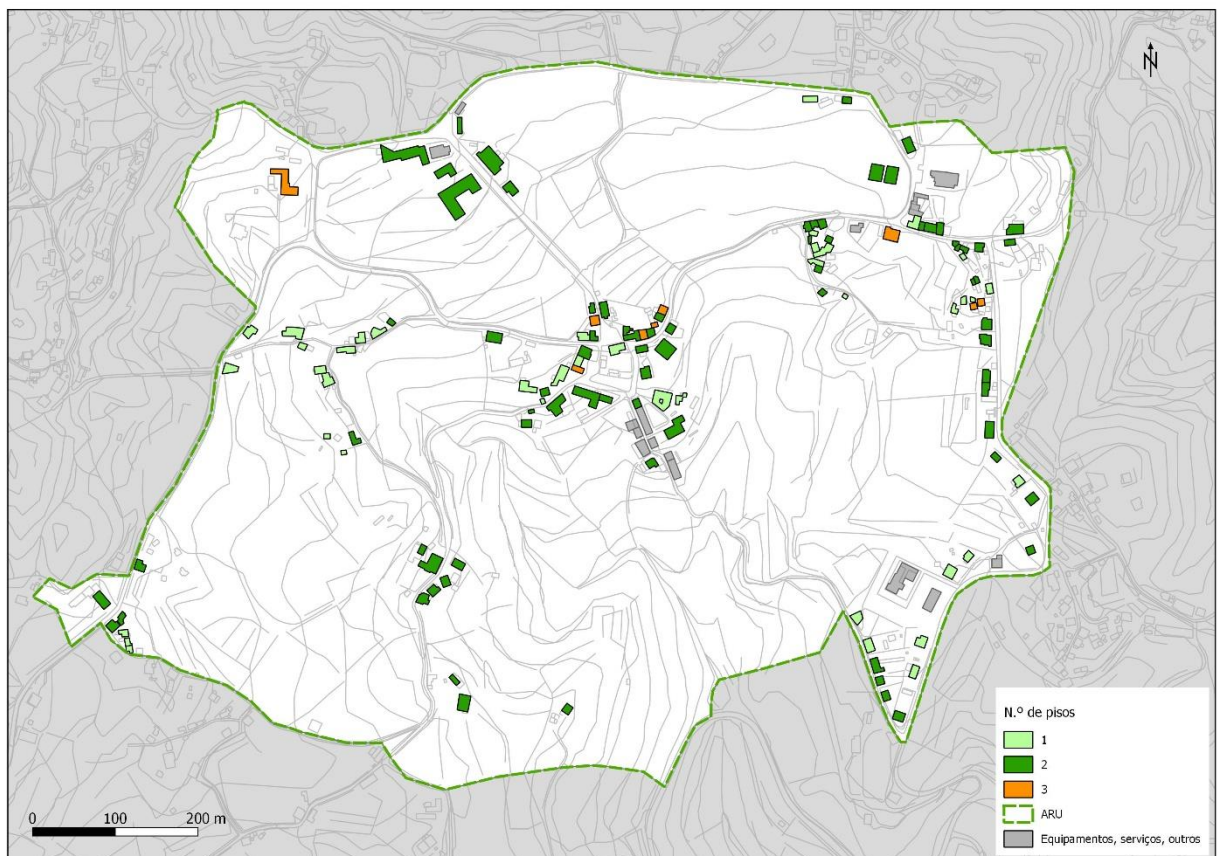 N
N.º de pisos
1
2
3
ARU
Equipamentos, serviços, outros
0 100 200 m